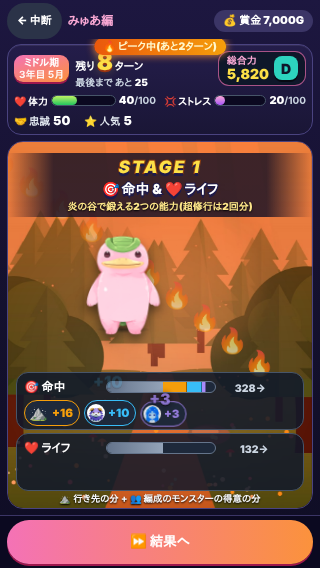 ← 中断 みゅあ編 💰 賞金 7,000G
🔥 ピーク中(あと2ターン)
ミドル期
3年目 5月
残り 8 ターン
最後まで あと 25
総合力
5,820 D
❤️ 体力 40/100 💢 ストレス 20/100
🤝 忠誠 50 ⭐ 人気 5
STAGE 1
🎯 命中 & ❤️ ライフ
炎の谷で鍛える2つの能力(超修行は2回分)
🎯 命中 328→
+16 +10 +3
+3
❤️ ライフ 132→
⛰️ 行き先の分 + 👥 編成のモンスターの得意の分
⏩ 結果へ